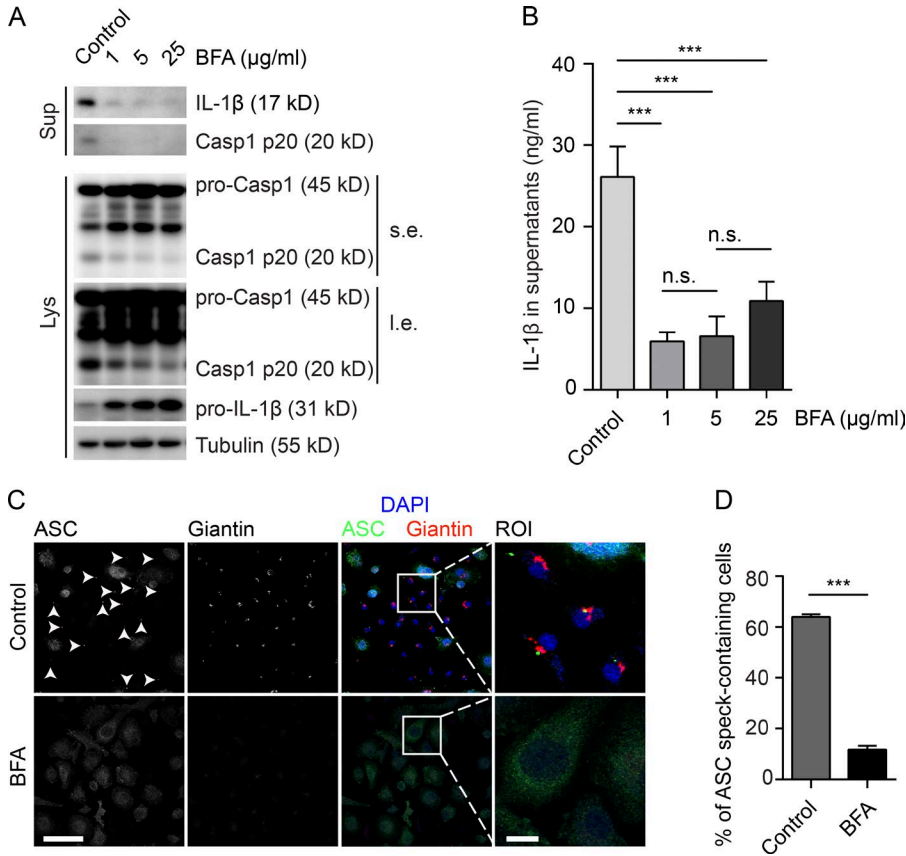 A
Control 1 5 25 BFA (µg/ml)
Sup
IL-1β (17 kD)
Casp1 p20 (20 kD)
Lys
pro-Casp1 (45 kD)
s.e.
Casp1 p20 (20 kD)
pro-Casp1 (45 kD)
l.e.
Casp1 p20 (20 kD)
pro-IL-1β (31 kD)
Tubulin (55 kD)
B
IL-1β in supernatants (ng/ml)
40
30
20
10
0
***
***
***
n.s.
n.s.
Control 1 5 25 BFA (µg/ml)
C
DAPI
ASC Giantin ASC Giantin ROI
Control
BFA
D
% of ASC speck-containing cells
80
60
40
60
20
0
***
Control BFA